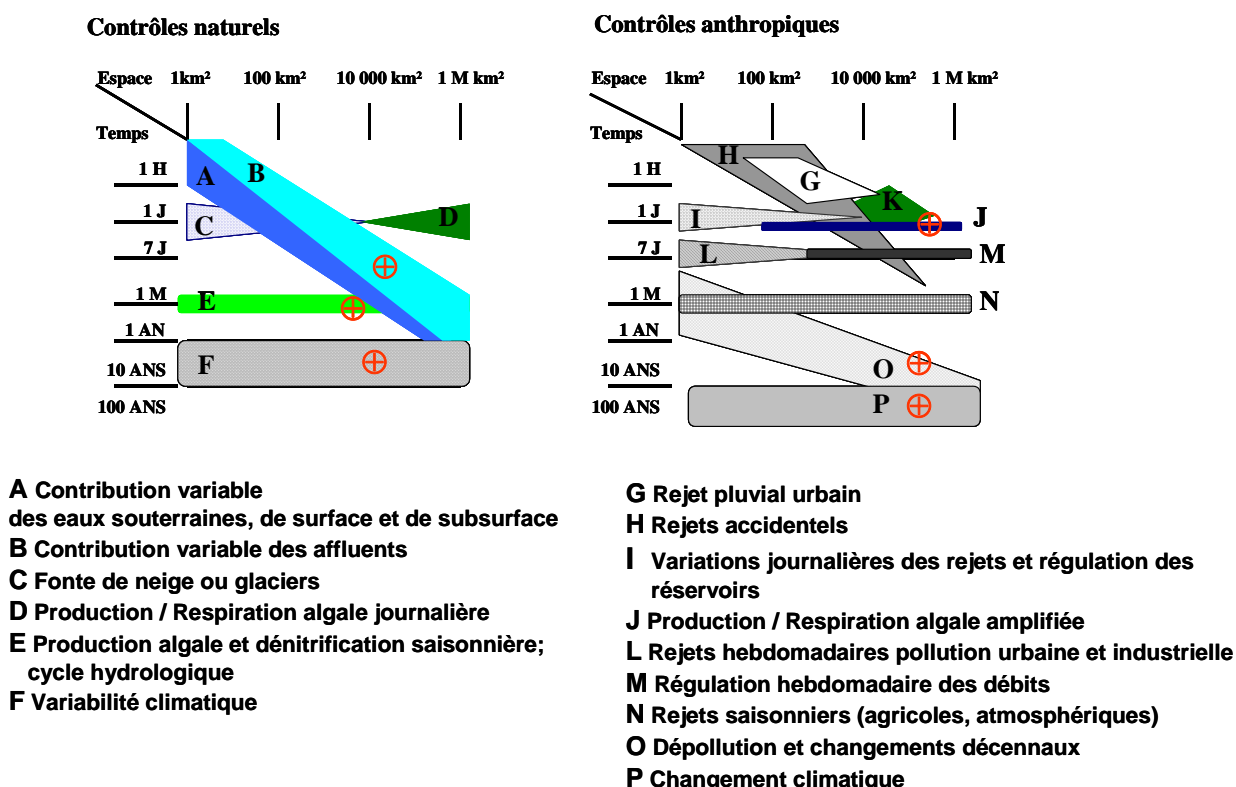 Contrôles naturels
Espace 1km² 100 km² 10 000 km² 1 M km²
Temps
1 H
1 J
7 J
1 M
1 AN
10 ANS
100 ANS
A
B
C
D
E
F
A Contribution variable
des eaux souterraines, de surface et de subsurface
B Contribution variable des affluents
C Fonte de neige ou glaciers
D Production / Respiration algale journalière
E Production algale et dénitrification saisonnière;
cycle hydrologique
F Variabilité climatique
Contrôles anthropiques
Espace 1km² 100 km² 10 000 km² 1 M km²
Temps
1 H
1 J
7 J
1 M
1 AN
10 ANS
100 ANS
H
G
K
I
J
L
M
N
O
P
G Rejet pluvial urbain
H Rejets accidentels
I Variations journalières des rejets et régulation des
réservoirs
J Production / Respiration algale amplifiée
L Rejets hebdomadaires pollution urbaine et industrielle
M Régulation hebdomadaire des débits
N Rejets saisonniers (agricoles, atmosphériques)
O Dépollution et changements décennaux
P Changement climatique